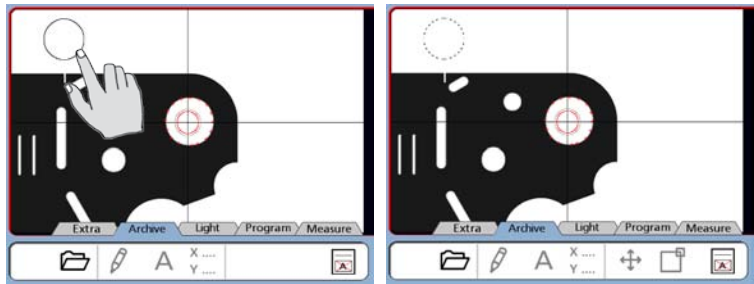 Extra Archive Light Program Measure
A X ....
Y ....
A
Extra Archive Light Program Measure
A X ....
Y ....
A